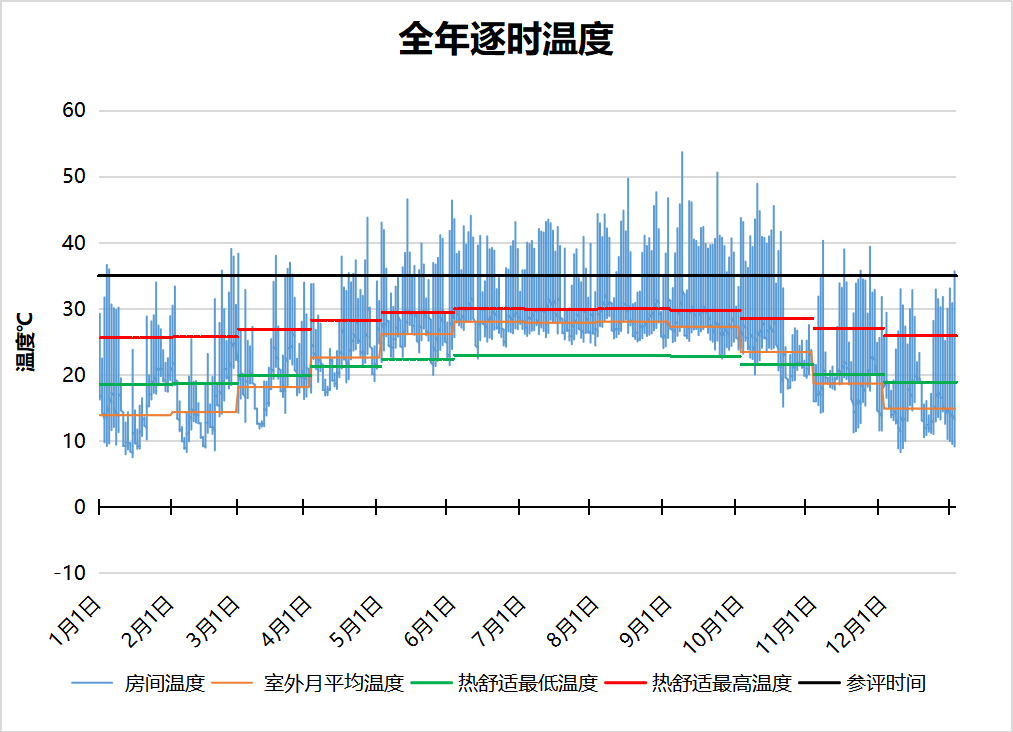 全年逐时温度
60
50
40
30
20
10
0
-10
温度℃
1月1日
2月1日
3月1日
4月1日
5月1日
6月1日
7月1日
8月1日
9月1日
10月1日
11月1日
12月1日
房间温度 室外月平均温度 热舒适最低温度 热舒适最高温度 参评时间